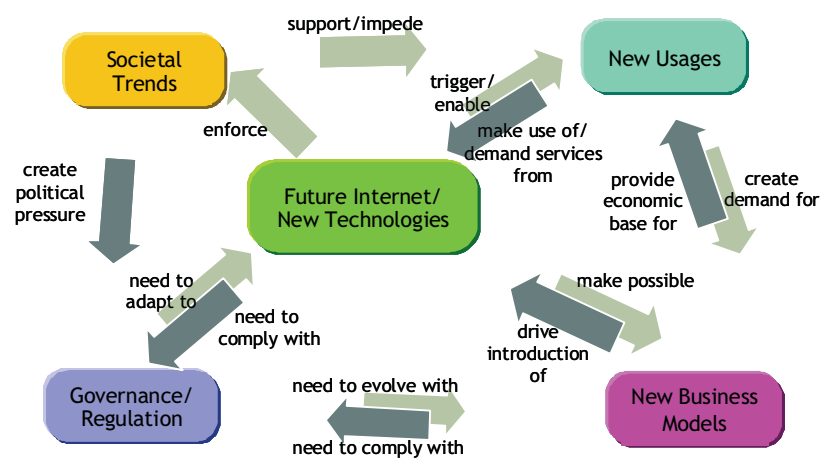 support/impede
Societal
Trends
New Usages
trigger/
enable
enforce
make use of/
demand services
from
create
political
pressure
provide
economic
base for
create
demand for
Future Internet/
New Technologies
need to
adapt to
make possible
need to
comply with
drive
introduction
of
Governance/
Regulation
need to evolve with
New Business
Models
need to comply with